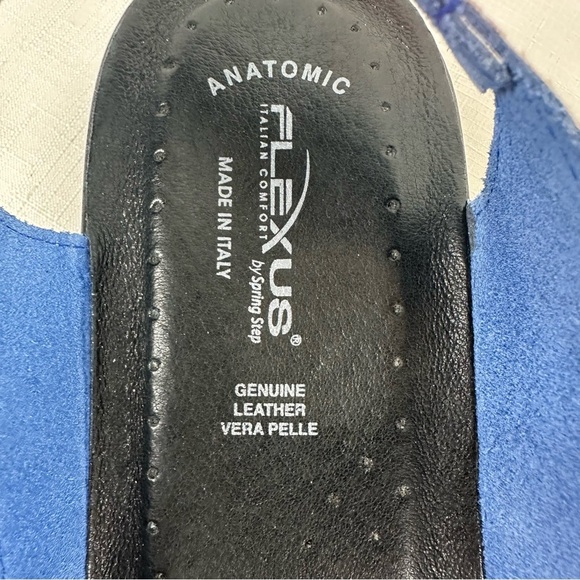 ANATOMIC
FLEXUS®
ITALIAN COMFORT
by Spring Step
MADE IN ITALY
GENUINE
LEATHER
VERA PELLE